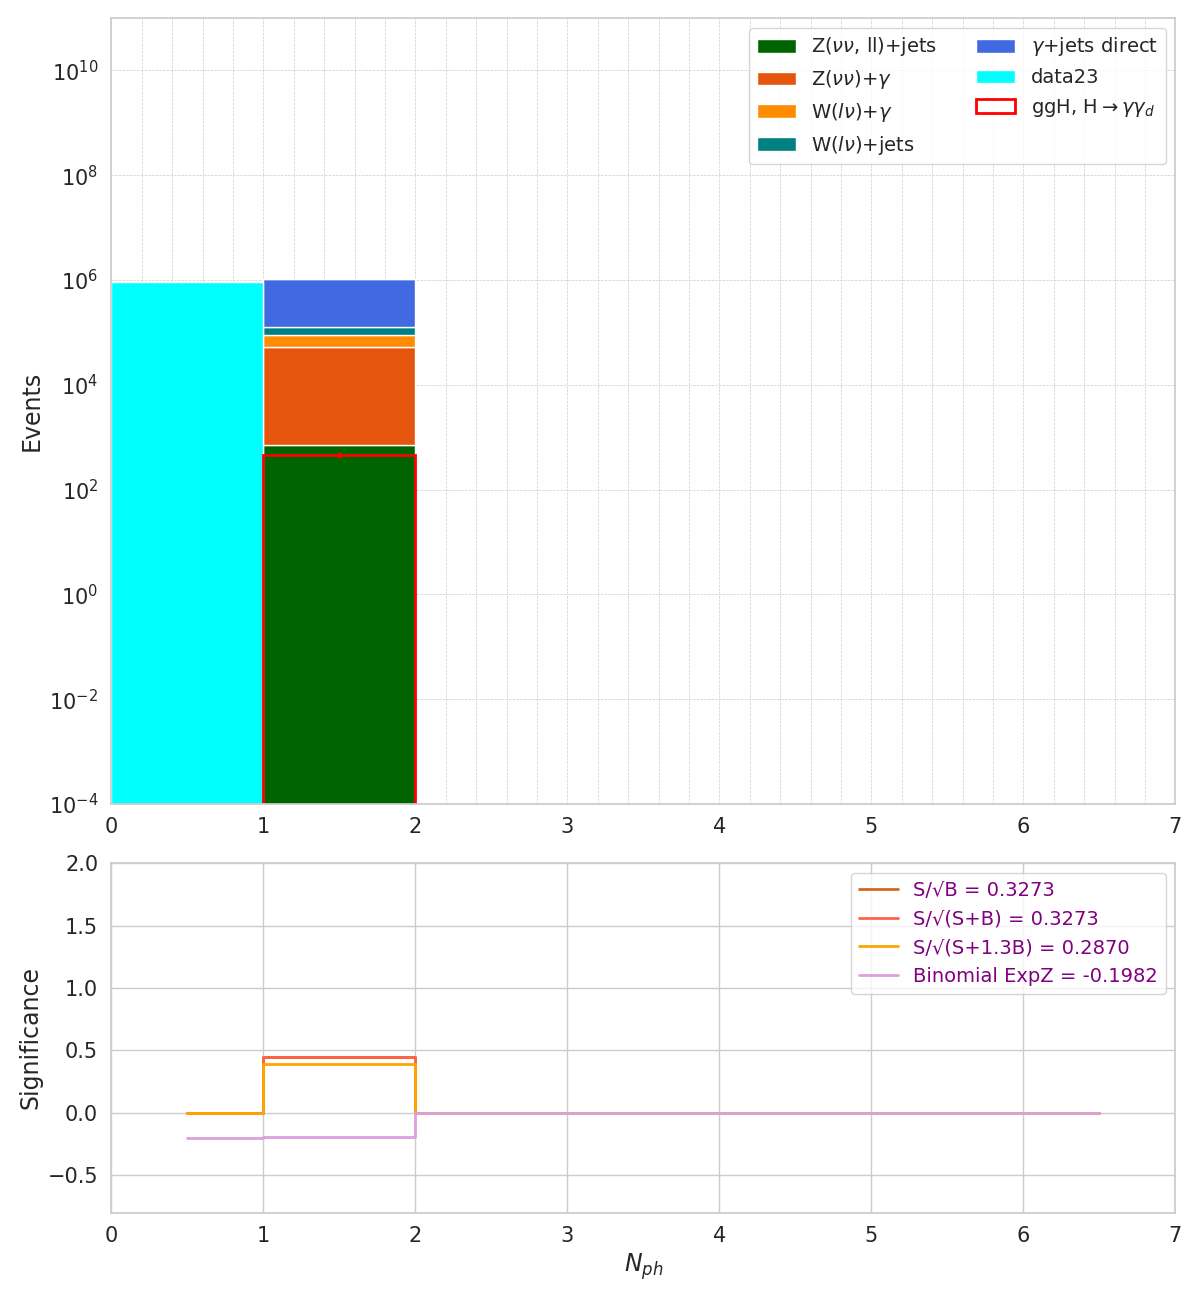 Z(νν, ll)+jets
Z(νν)+γ
W(lν)+γ
W(lν)+jets
γ+jets direct
data23
ggH, H→γγ_d
10^10
10^8
10^6
10^4
10^2
10^0
10^−2
10^−4
Events
0 1 2 3 4 5 6 7
S/√B = 0.3273
S/√(S+B) = 0.3273
S/√(S+1.3B) = 0.2870
Binomial ExpZ = -0.1982
2.0
1.5
1.0
0.5
0.0
−0.5
Significance
0 1 2 3 4 5 6 7
N_ph